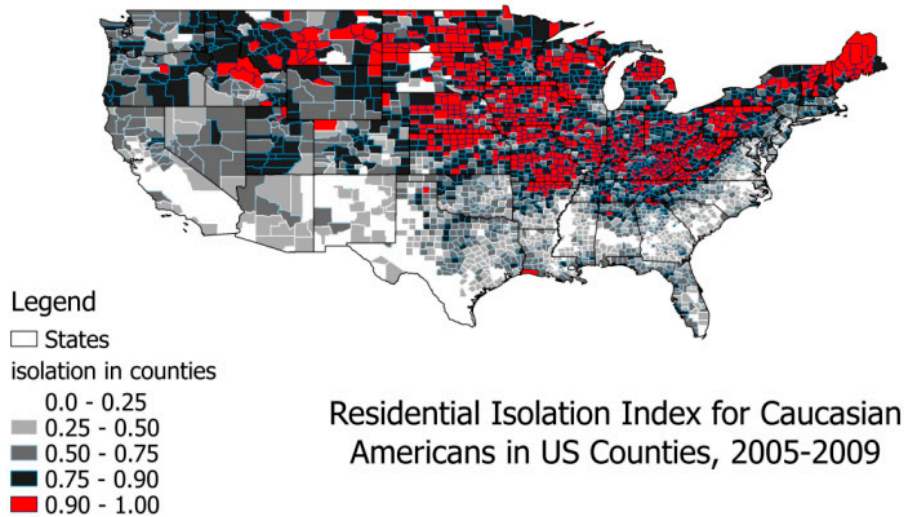 Legend
States
isolation in counties
0.0 - 0.25
0.25 - 0.50
0.50 - 0.75
0.75 - 0.90
0.90 - 1.00
Residential Isolation Index for Caucasian
Americans in US Counties, 2005-2009